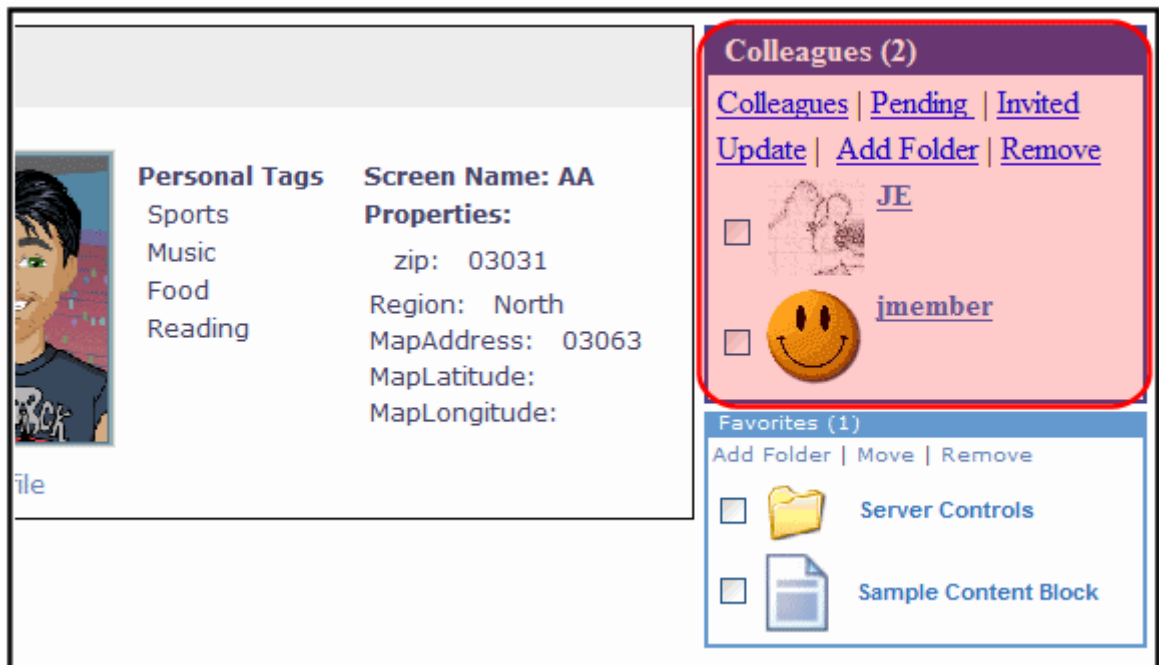 Personal Tags
Sports
Music
Food
Reading
Screen Name: AA
Properties:
zip: 03031
Region: North
MapAddress: 03063
MapLatitude:
MapLongitude:
file
Colleagues (2)
Colleagues | Pending | Invited
Update | Add Folder | Remove
JE
jmember
Favorites (1)
Add Folder | Move | Remove
Server Controls
Sample Content Block